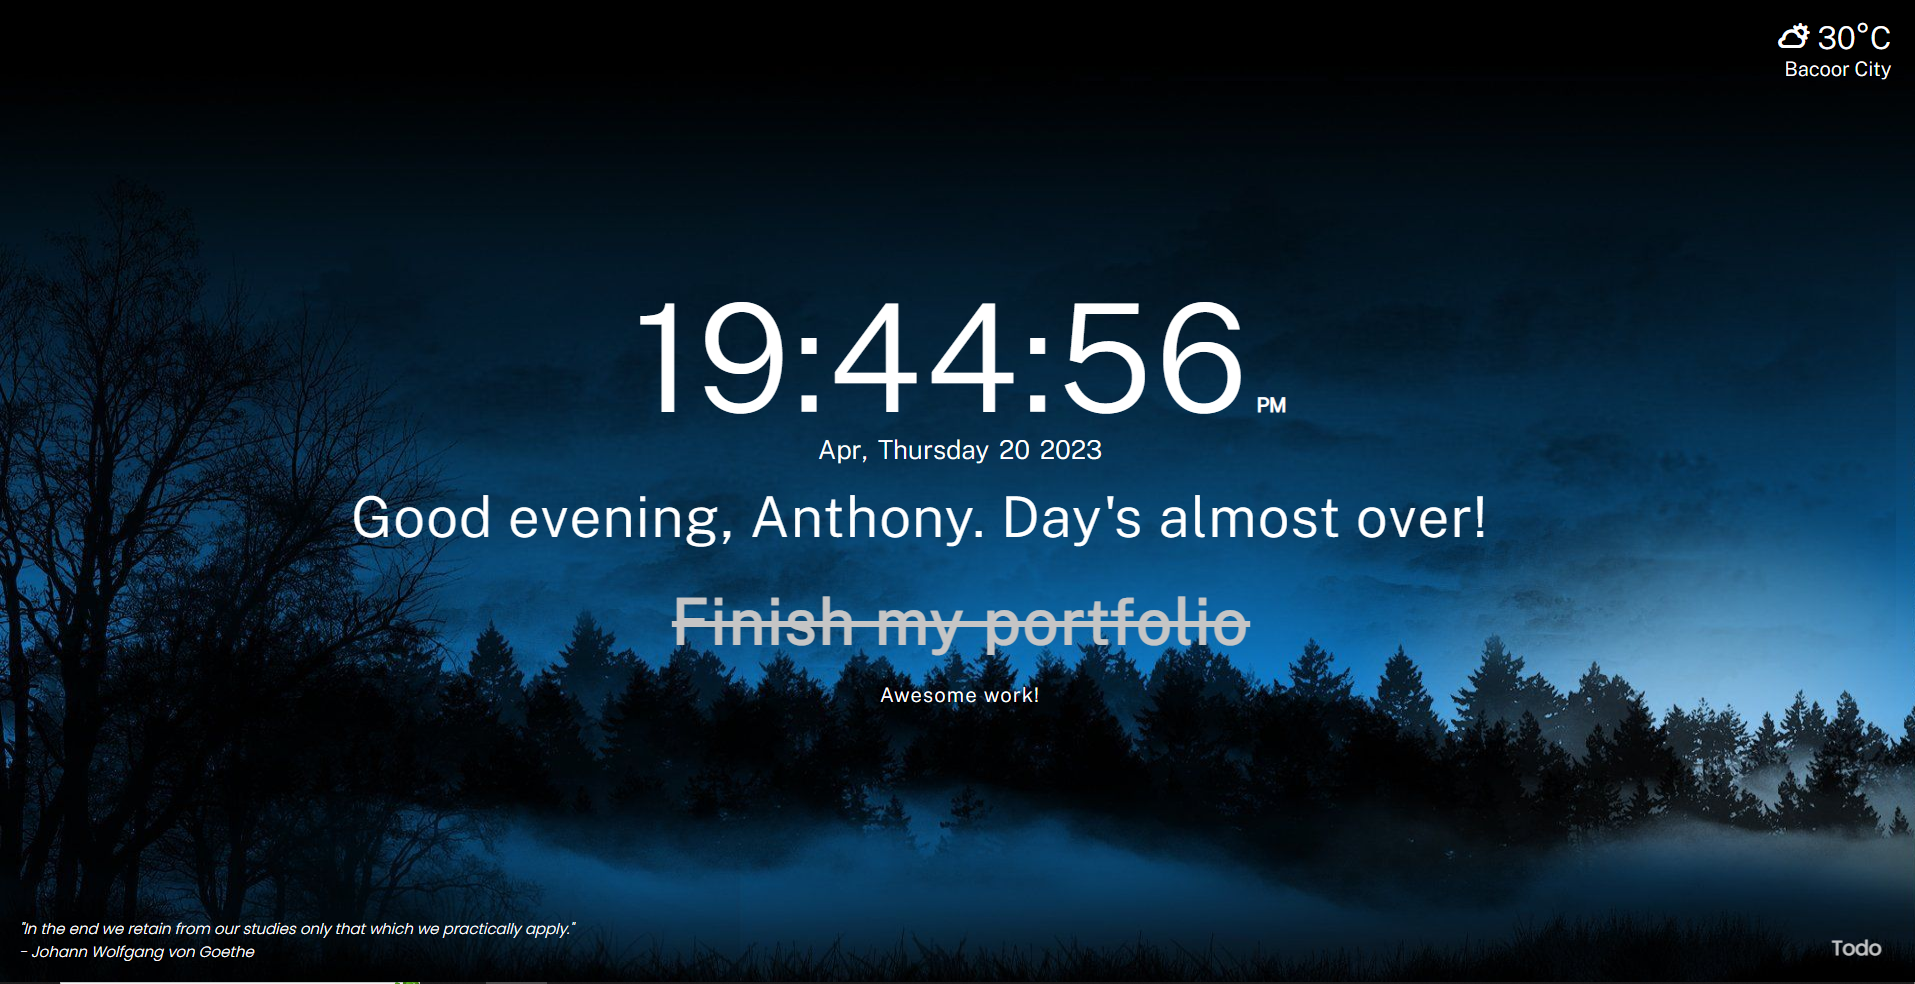 30°C
Bacoor City
19:44:56 PM
Apr, Thursday 20 2023
Good evening, Anthony. Day's almost over!
Finish my portfolio
Awesome work!
"In the end we retain from our studies only that which we practically apply."
- Johann Wolfgang von Goethe
Todo